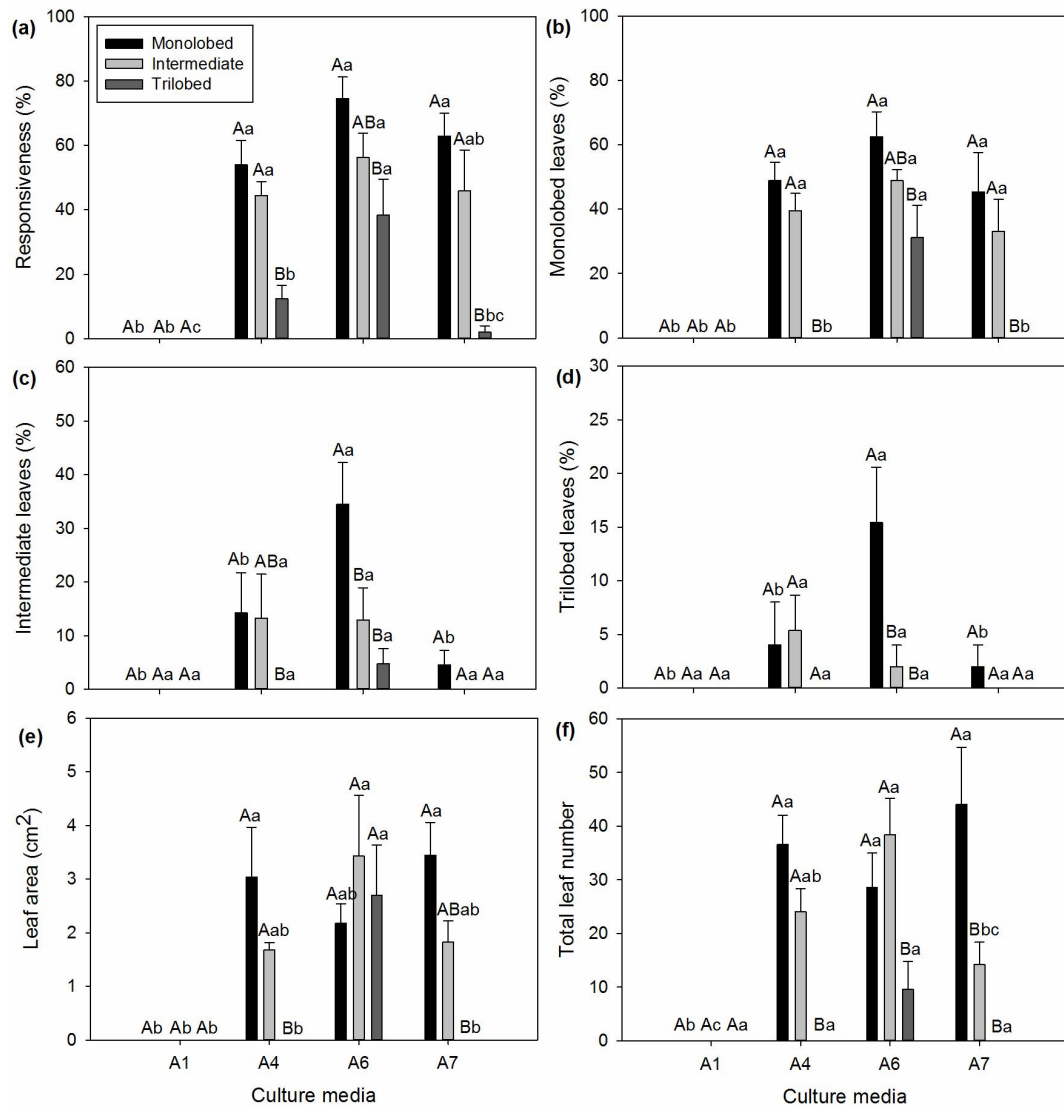 (a)
Responsiveness (%)
100
80
60
40
20
0
Monolobed
Intermediate
Trilobed
Ab Ab Ac
Aa
Aa
Bb
Aa
ABa
Ba
Aa
Aab
Bbc
(b)
Monolobed leaves (%)
100
80
60
40
20
0
Ab Ab Ab
Aa
Aa
Bb
Aa
ABa
Ba
Aa
Aa
Bb
(c)
Intermediate leaves (%)
60
50
40
30
20
10
0
Ab Aa Aa
Ab
ABa
Ba
Aa
Ba
Ba
Ab
Aa Aa
(d)
Trilobed leaves (%)
30
25
20
15
10
5
0
Ab Aa Aa
Ab
Aa
Aa
Aa
Ba
Ba
Ab
Aa Aa
(e)
Leaf area (cm2)
6
5
4
3
2
1
0
Ab Ab Ab
Aa
Aab
Bb
Aab
Aa
Aa
Aa
ABab
Bb
A1 A4 A6 A7
Culture media
(f)
Total leaf number
60
50
40
30
20
10
0
Ab Ac Aa
Aa
Aab
Ba
Aa
Aa
Ba
Aa
Bbc
Ba
A1 A4 A6 A7
Culture media